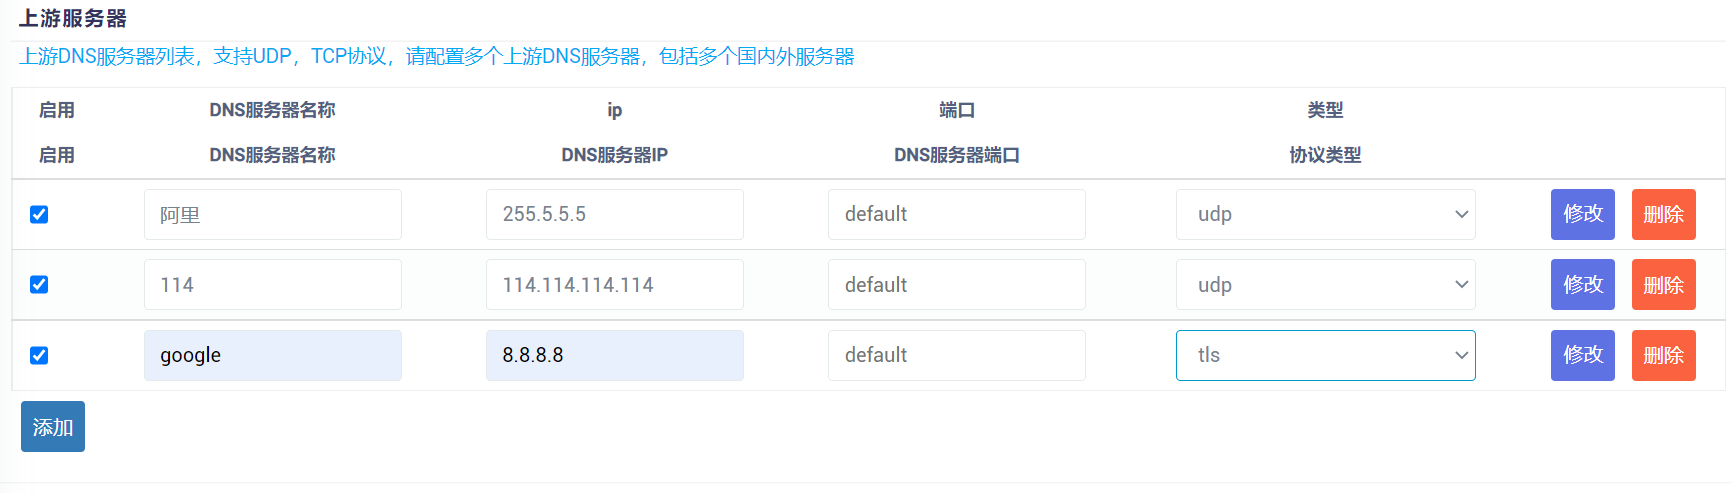 上游服务器
上游DNS服务器列表，支持UDP，TCP协议，请配置多个上游DNS服务器，包括多个国内外服务器
启用 DNS服务器名称 ip 端口 类型
启用 DNS服务器名称 DNS服务器IP DNS服务器端口 协议类型
阿里 255.5.5.5 default udp 修改 删除
114 114.114.114.114 default udp 修改 删除
google 8.8.8.8 default tls 修改 删除
添加